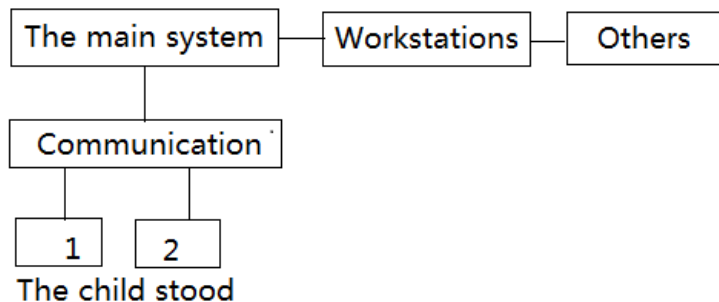 The main system Workstations Others
Communication
1 2
The child stood